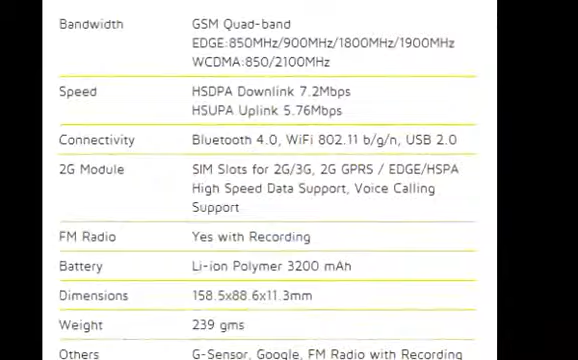 Bandwidth GSM Quad-band
EDGE:850MHz/900MHz/1800MHz/1900MHz
WCDMA:850/2100MHz
Speed HSDPA Downlink 7.2Mbps
HSUPA Uplink 5.76Mbps
Connectivity Bluetooth 4.0, WiFi 802.11 b/g/n, USB 2.0
2G Module SIM Slots for 2G/3G, 2G GPRS / EDGE/HSPA
High Speed Data Support, Voice Calling
Support
FM Radio Yes with Recording
Battery Li-ion Polymer 3200 mAh
Dimensions 158.5x88.6x11.3mm
Weight 239 gms
Others G-Sensor, Google, FM Radio with Recording